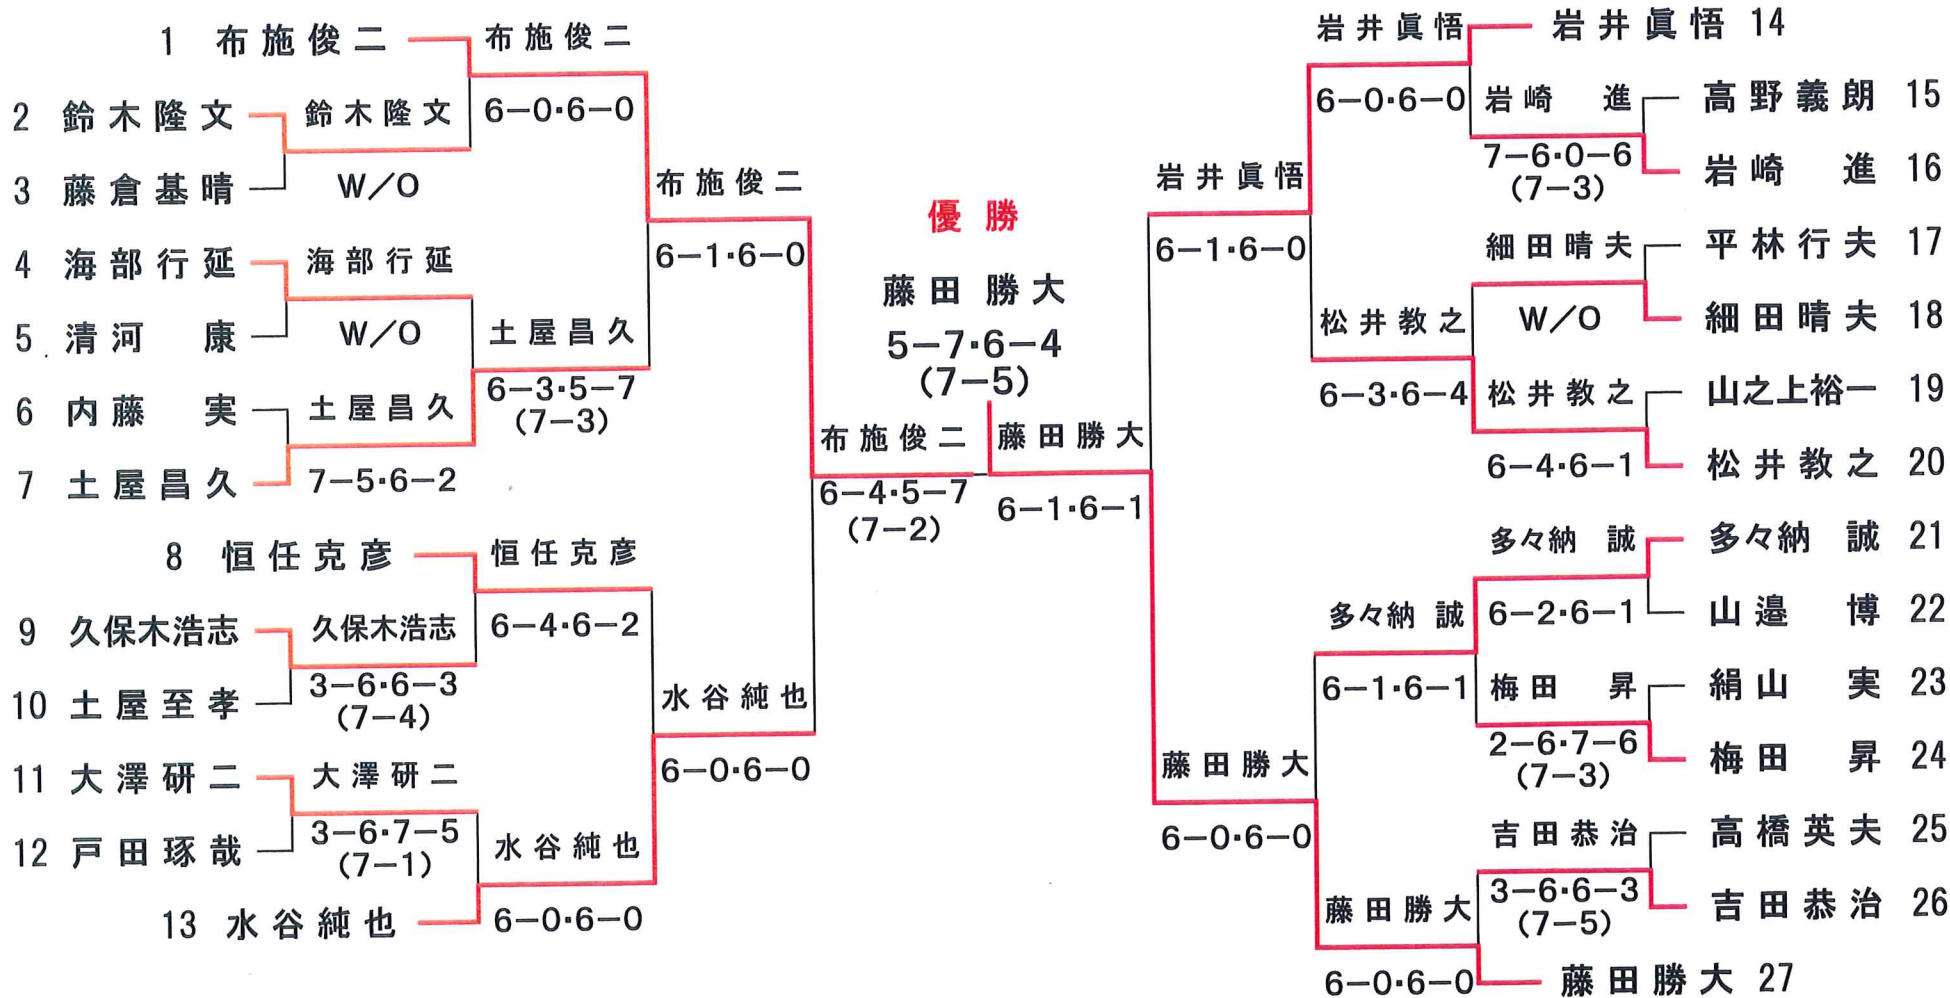 1 布施俊二
布施俊二
6−0・6−0
2 鈴木隆文
鈴木隆文
3 藤倉基晴
W/O
布施俊二
6−1・6−0
4 海部行延
海部行延
5 清河 康
W/O
土屋昌久
6−3・5−7
(7−3)
6 内藤 実
土屋昌久
7 土屋昌久
7−5・6−2
布施俊二
6−4・5−7
(7−2)
8 恒任克彦
恒任克彦
6−4・6−2
9 久保木浩志
久保木浩志
3−6・6−3
(7−4)
10 土屋至孝
水谷純也
6−0・6−0
11 大澤研二
大澤研二
3−6・7−5
(7−1)
12 戸田琢哉
水谷純也
13 水谷純也
6−0・6−0
優勝
藤田勝大
5−7・6−4
(7−5)
藤田勝大
6−1・6−1
岩井眞悟
岩井眞悟 14
6−0・6−0
岩崎 進
高野義朗 15
7−6・0−6
(7−3)
岩崎 進 16
岩井眞悟
6−1・6−0
細田晴夫
平林行夫 17
W/O
細田晴夫 18
松井教之
6−3・6−4
松井教之
山之上裕一 19
6−4・6−1
松井教之 20
多々納 誠
多々納 誠 21
6−2・6−1
山邉 博 22
多々納 誠
6−1・6−1
梅田 昇
絹山 実 23
2−6・7−6
(7−3)
梅田 昇 24
藤田勝大
6−0・6−0
吉田恭治
高橋英夫 25
3−6・6−3
(7−5)
吉田恭治 26
藤田勝大
6−0・6−0
藤田勝大 27